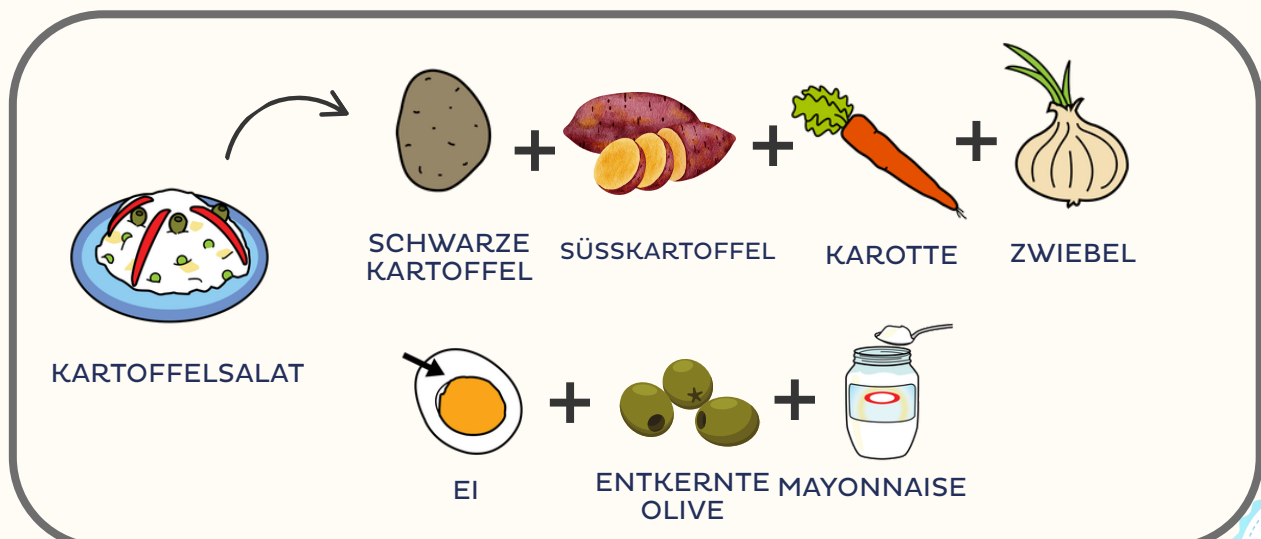 SCHWARZE
KARTOFFEL
SÜSSKARTOFFEL
KAROTTE
ZWIEBEL
KARTOFFELSALAT
EI
ENTKERNTE
OLIVE
MAYONNAISE